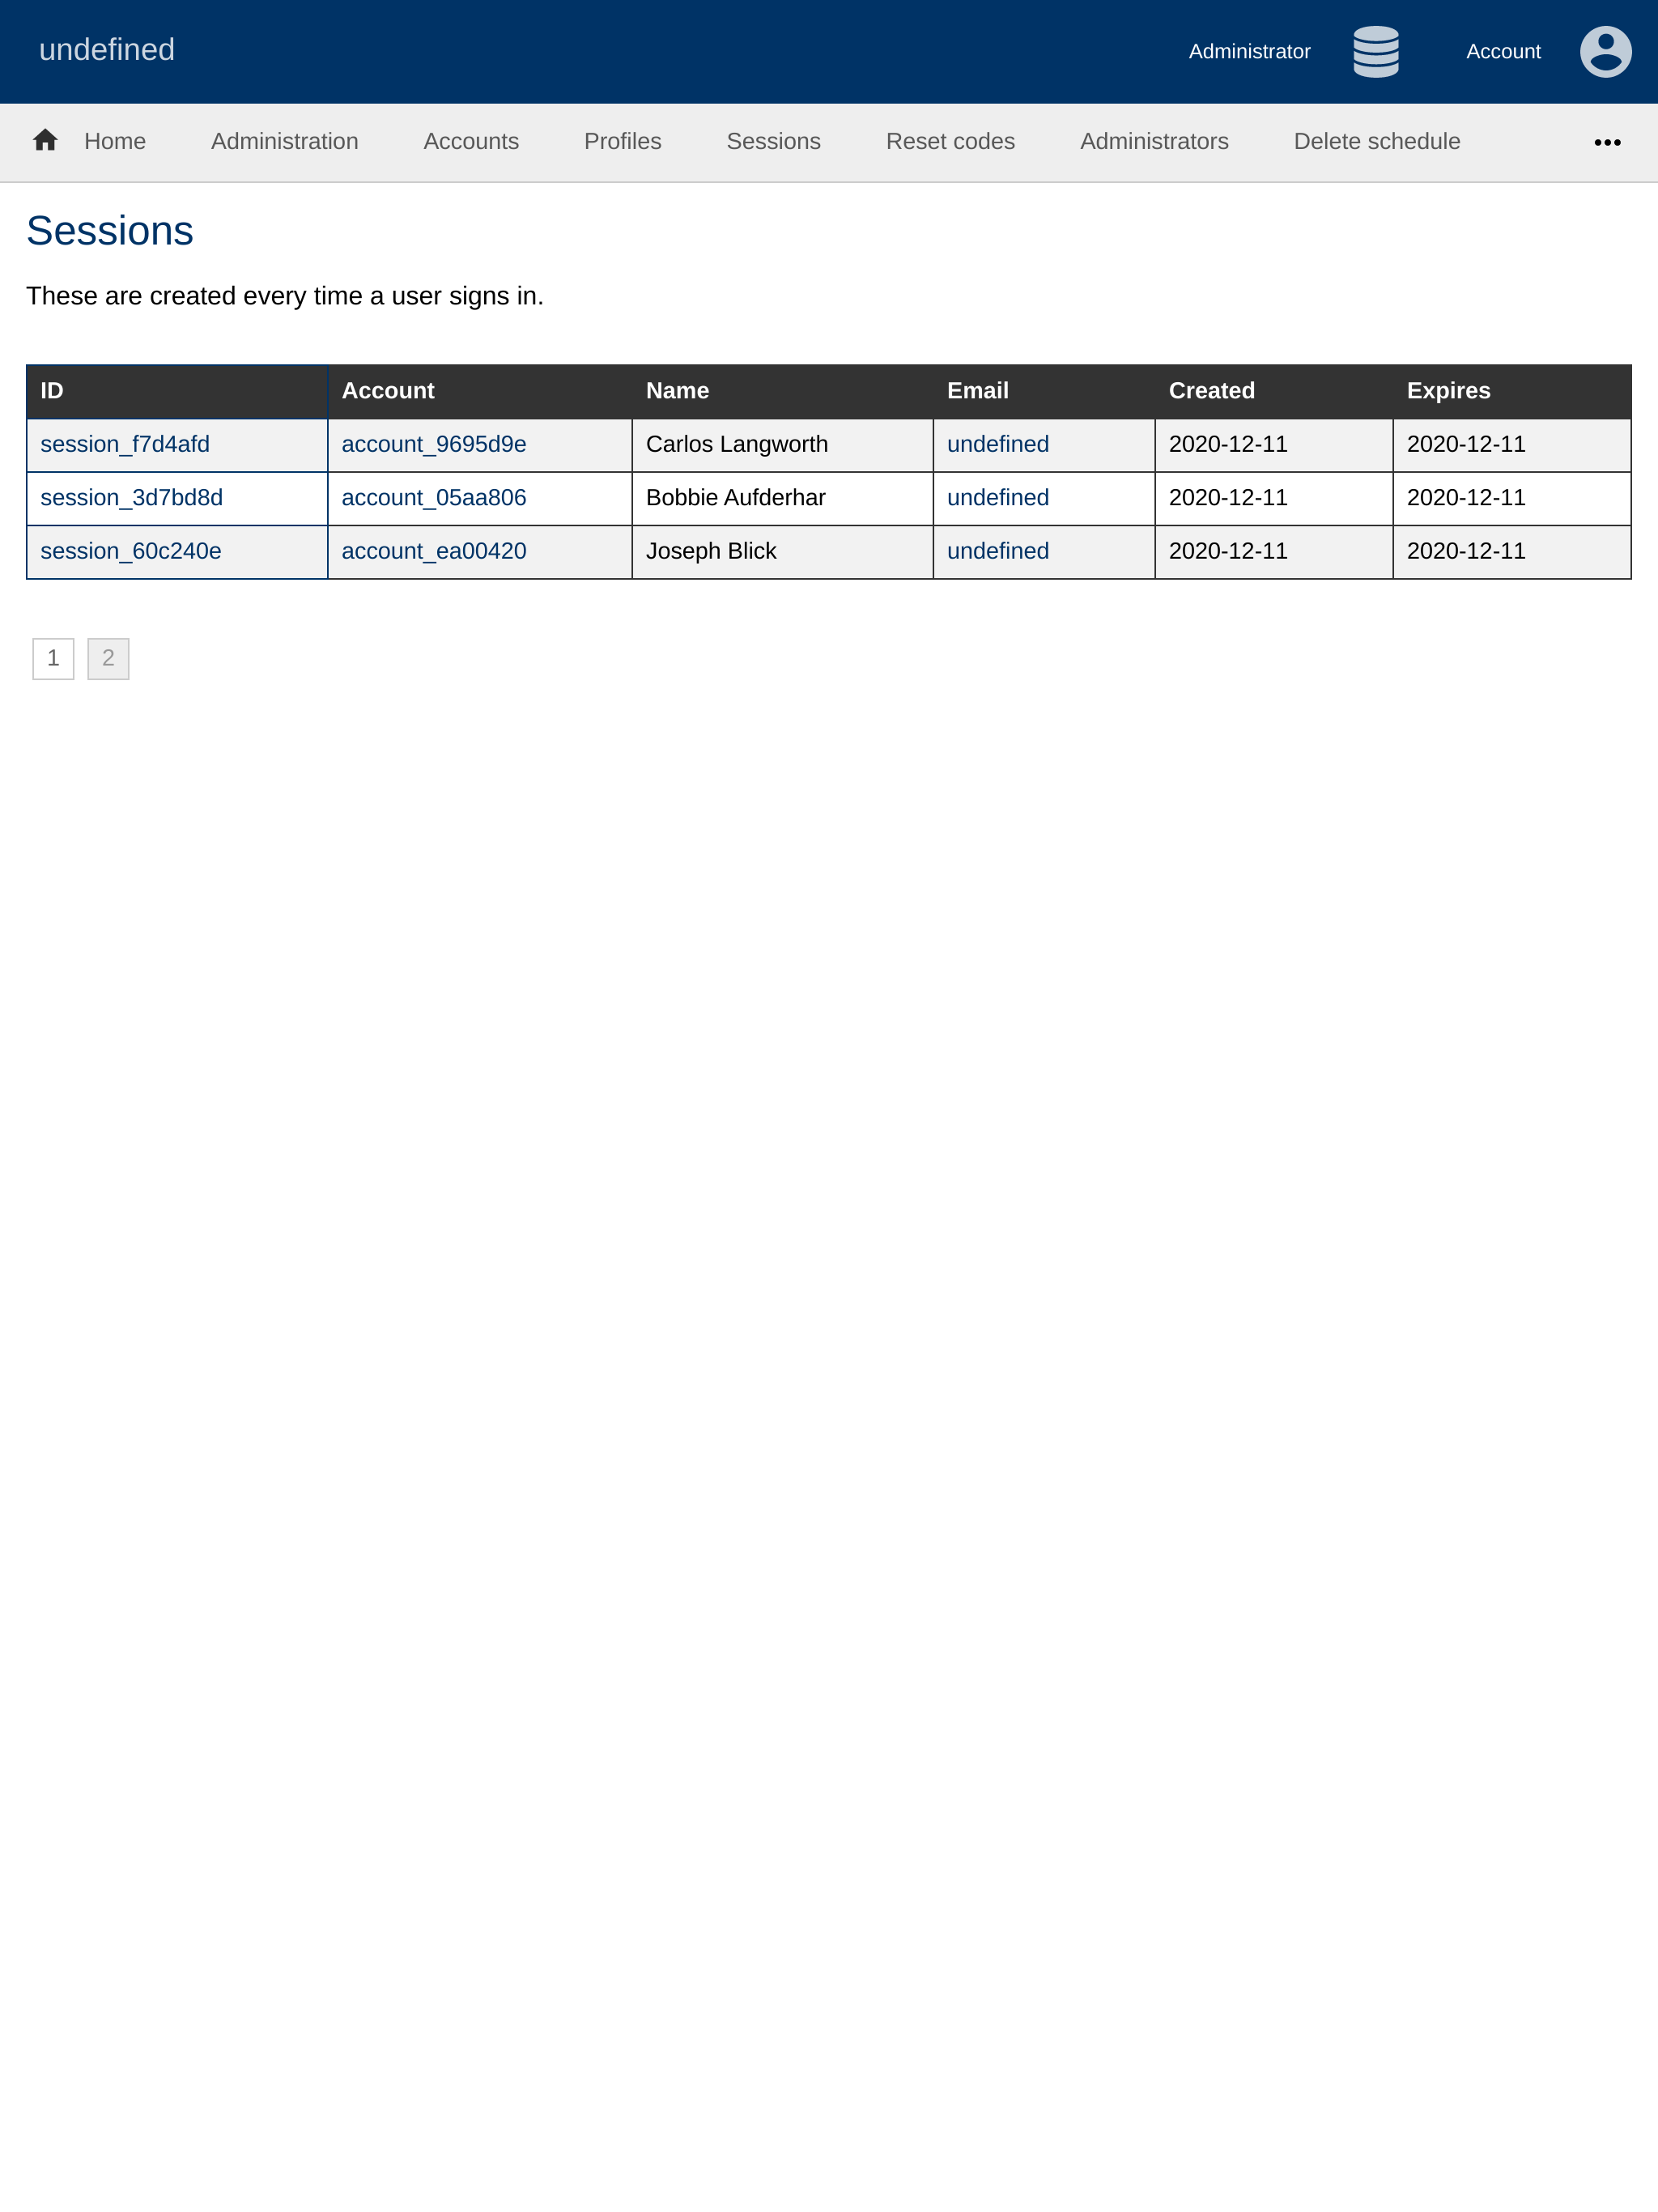 undefined Administrator Account
Home Administration Accounts Profiles Sessions Reset codes Administrators Delete schedule
Sessions
These are created every time a user signs in.
ID Account Name Email Created Expires
session_f7d4afd account_9695d9e Carlos Langworth undefined 2020-12-11 2020-12-11
session_3d7bd8d account_05aa806 Bobbie Aufderhar undefined 2020-12-11 2020-12-11
session_60c240e account_ea00420 Joseph Blick undefined 2020-12-11 2020-12-11
1 2